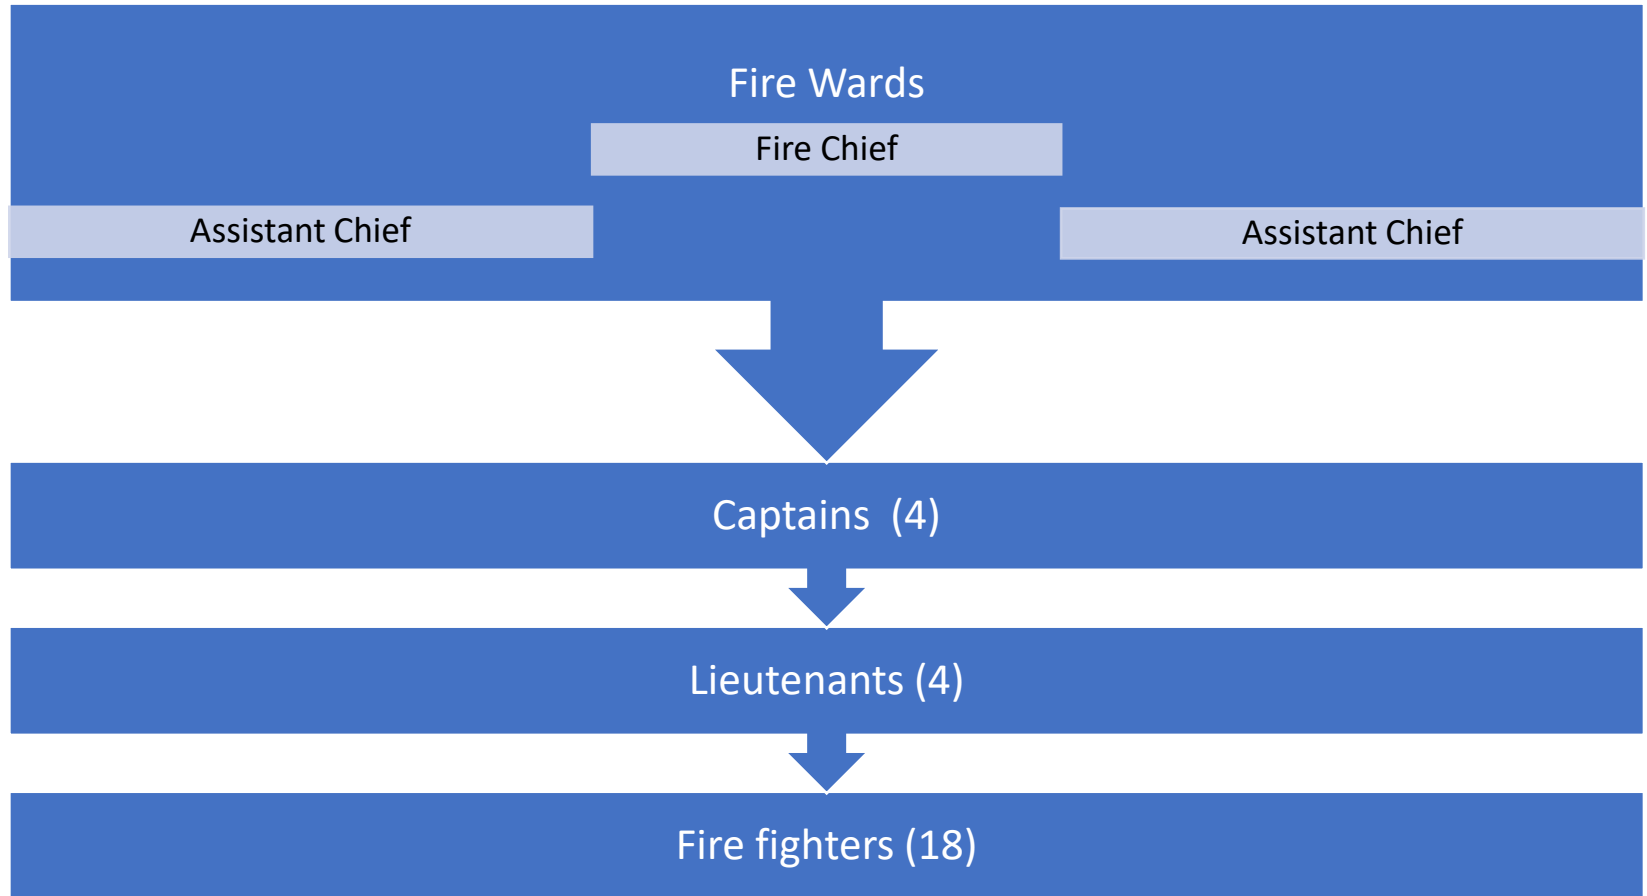 Fire Wards
Fire Chief
Assistant Chief
Assistant Chief
Captains  (4)
Lieutenants (4)
Fire fighters (18)